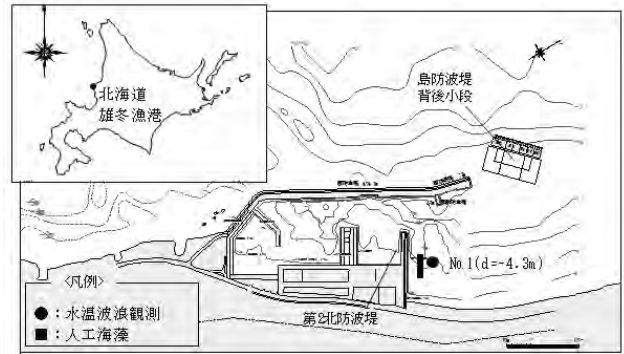 北海道
雄冬漁港
島防波堤
背後小段
No.1(d=-4.3m)
<凡例>
●:水温波浪観測
■:人工海藻
第2北防波堤